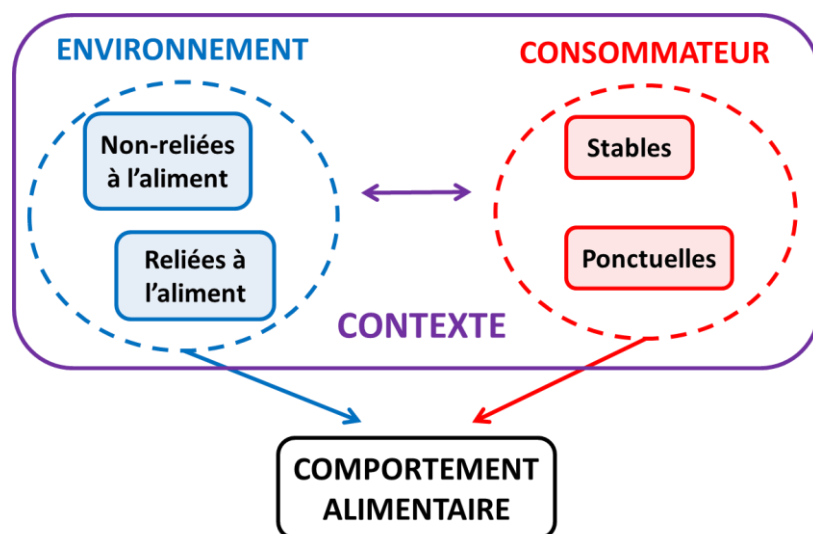 ENVIRONNEMENT
Non-reliées
à l’aliment
Reliées à
l’aliment
CONSOMMATEUR
Stables
Ponctuelles
CONTEXTE
COMPORTEMENT
ALIMENTAIRE